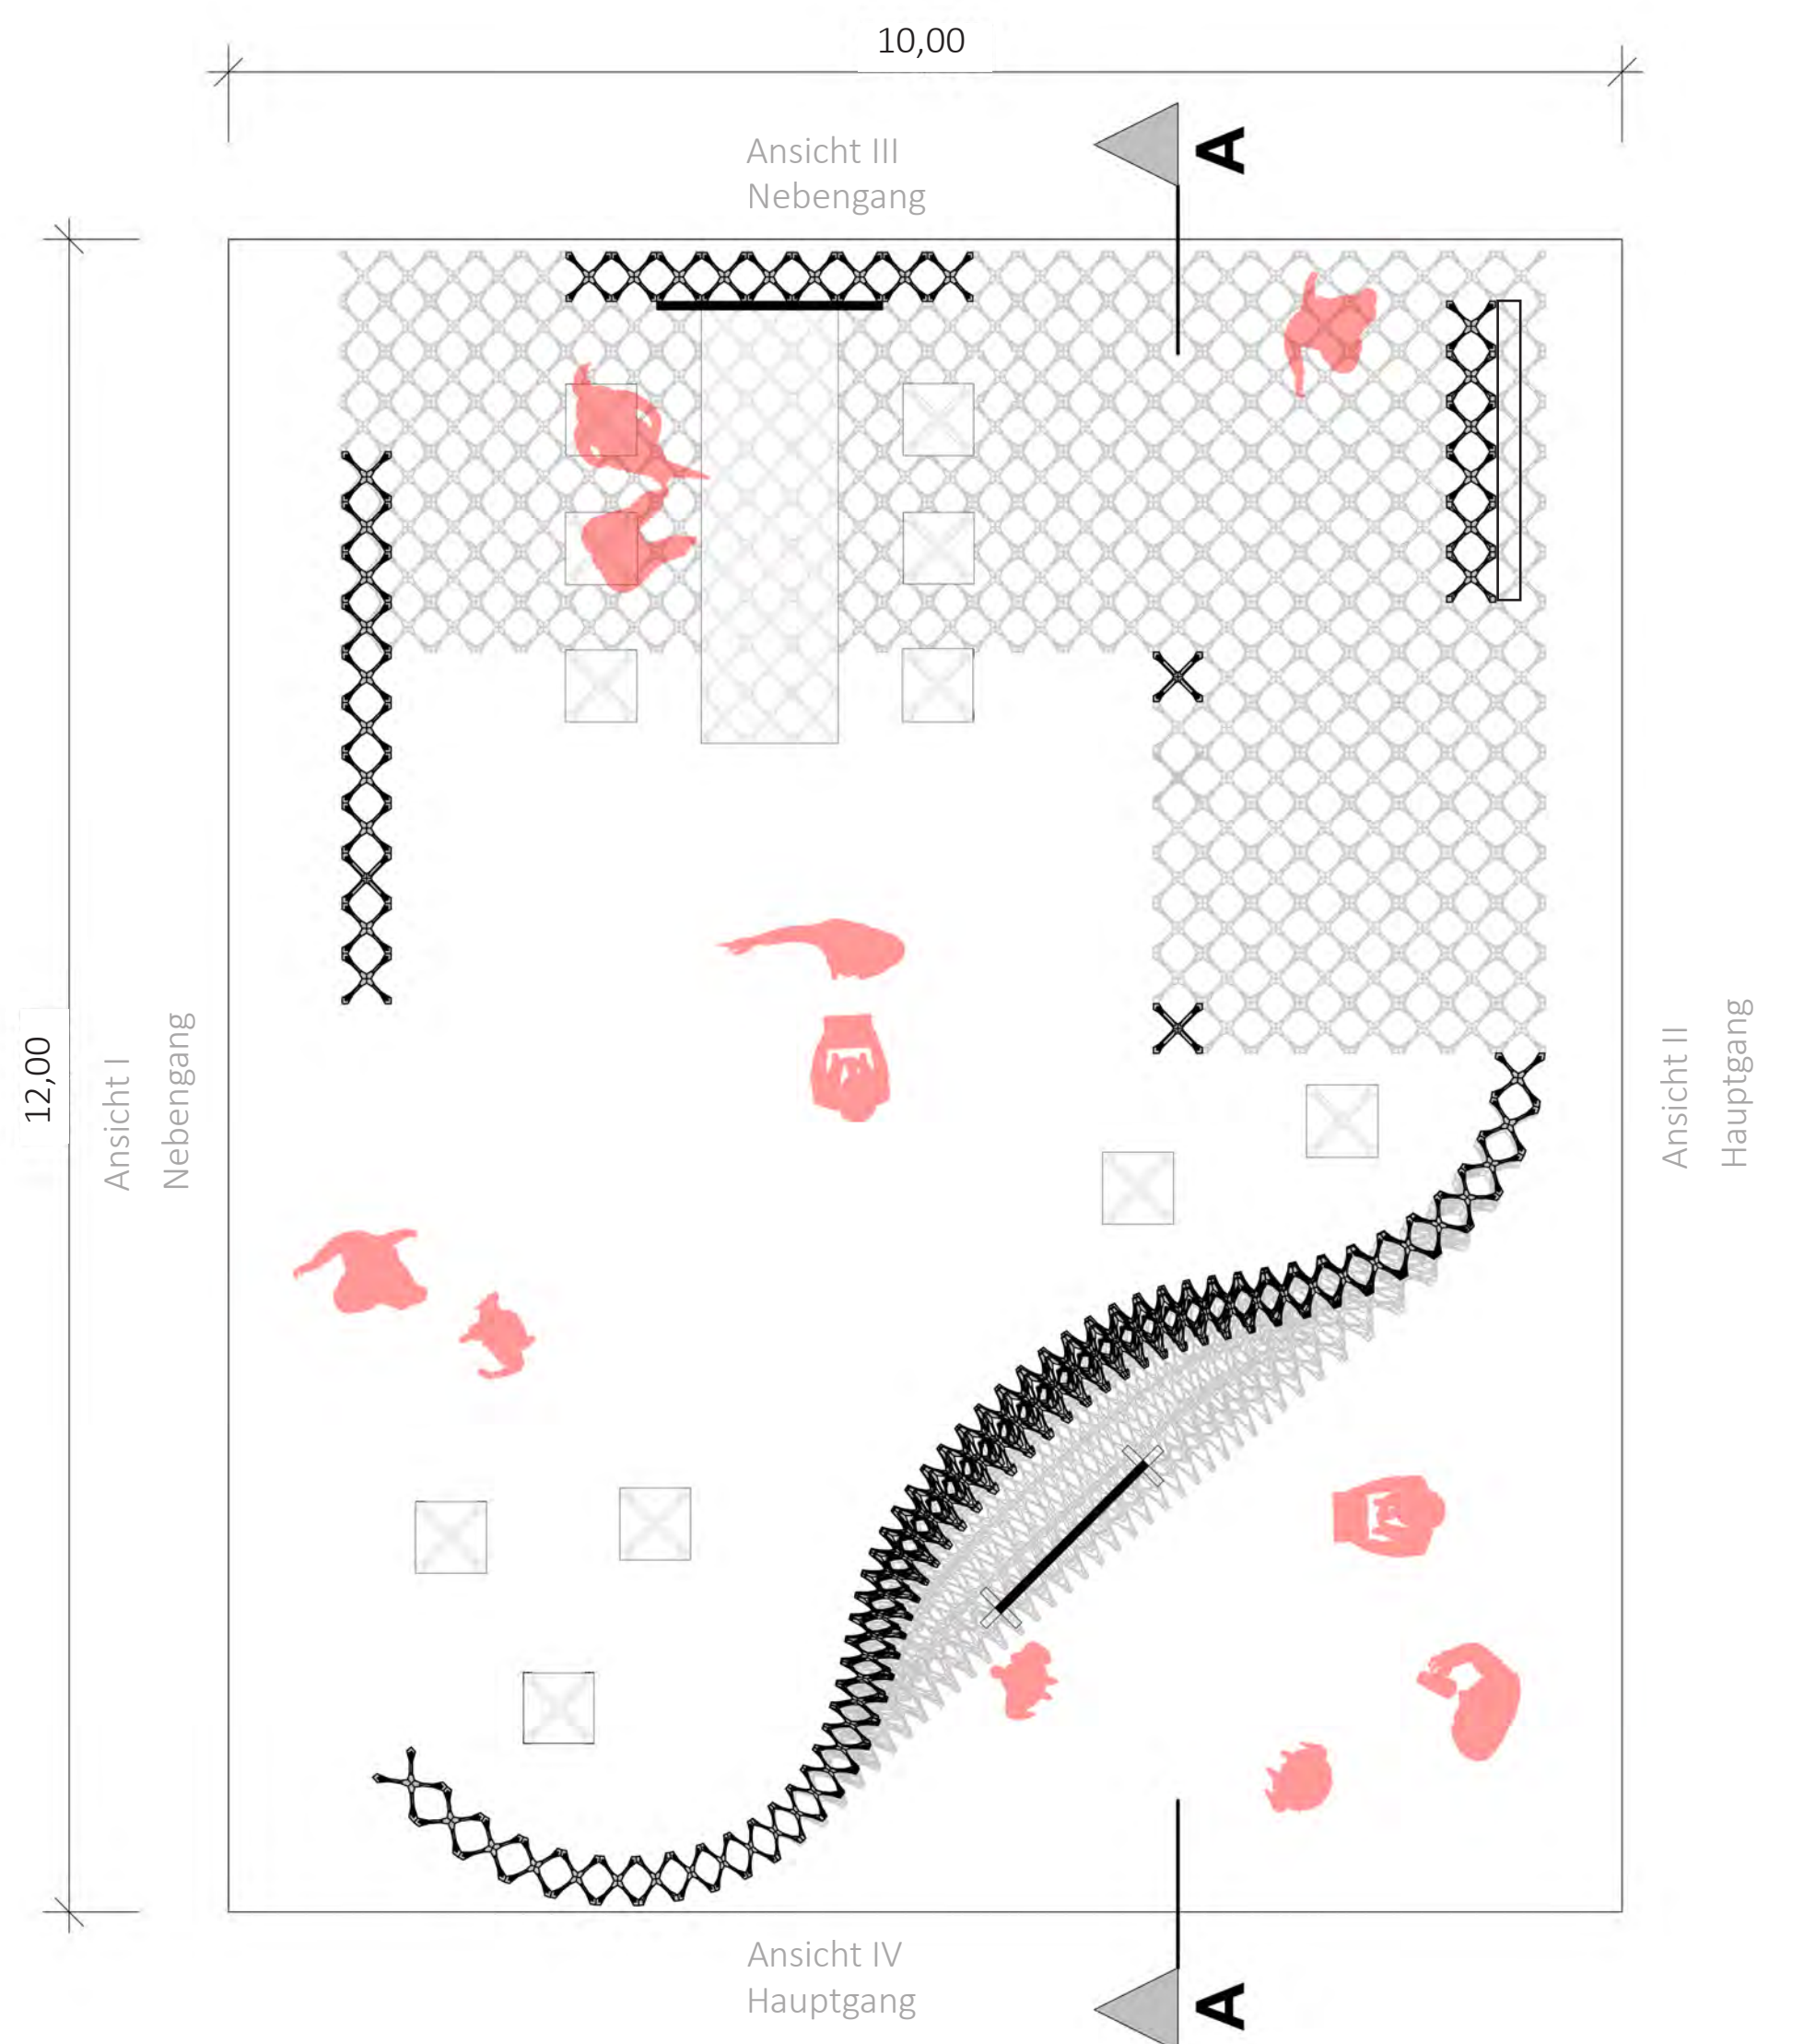 10,00
Ansicht III
Nebengang
A
12,00
Ansicht I
Nebengang
Ansicht II
Hauptgang
Ansicht IV
Hauptgang
A